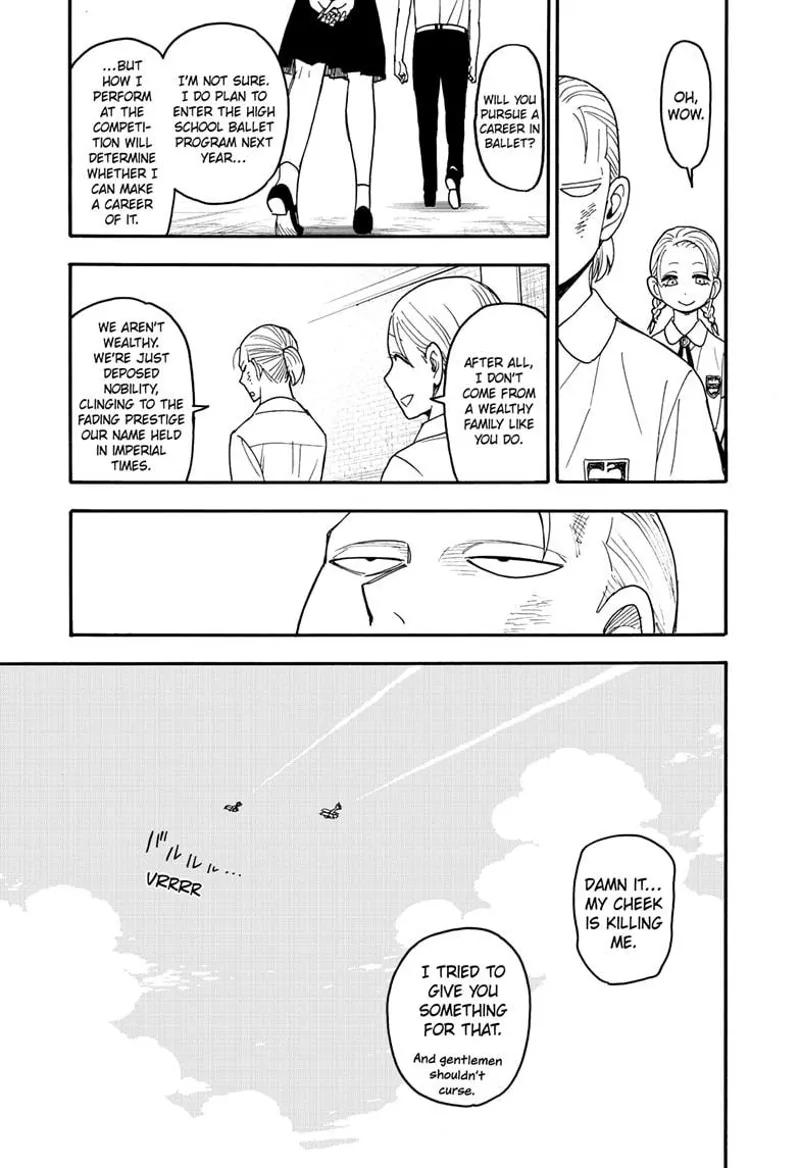 OH,
WOW.
WILL YOU
PURSUE A
CAREER IN
BALLET?
I'M NOT SURE.
I DO PLAN TO
ENTER THE HIGH
SCHOOL BALLET
PROGRAM NEXT
YEAR...
...BUT
HOW I
PERFORM
AT THE
COMPETI-
TION WILL
DETERMINE
WHETHER I
CAN MAKE
A CAREER
OF IT.
AFTER ALL,
I DON'T
COME FROM
A WEALTHY
FAMILY LIKE
YOU DO.
WE AREN'T
WEALTHY.
WE'RE JUST
DEPOSED
NOBILITY,
CLINGING TO THE
FADING PRESTIGE
OUR NAME HELD
IN IMPERIAL
TIMES.
バルルルル...
VRRRR
DAMN IT...
MY CHEEK
IS KILLING
ME.
I TRIED TO
GIVE YOU
SOMETHING
FOR THAT.
And gentlemen
shouldn't
curse.